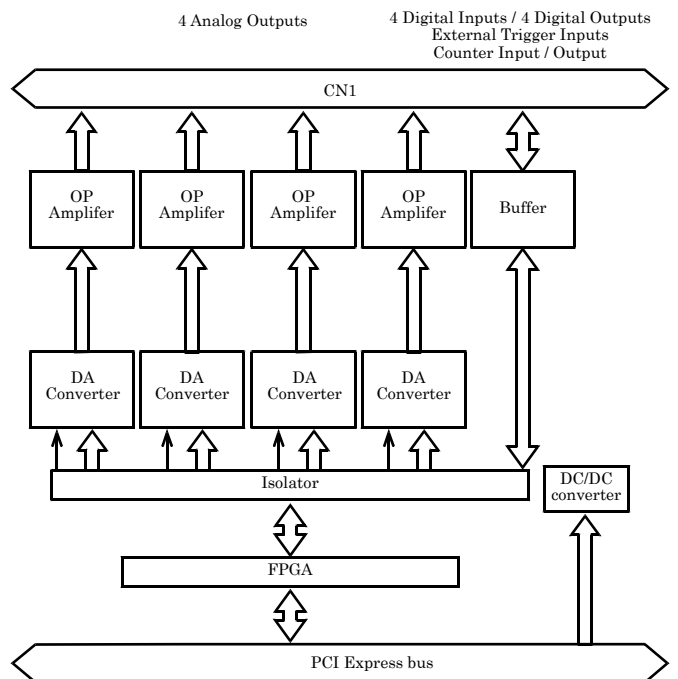 4 Analog Outputs
4 Digital Inputs / 4 Digital Outputs
External Trigger Inputs
Counter Input / Output
CN1
OP
Amplifer
OP
Amplifer
OP
Amplifer
OP
Amplifer
Buffer
DA
Converter
DA
Converter
DA
Converter
DA
Converter
Isolator
DC/DC
converter
FPGA
PCI Express bus